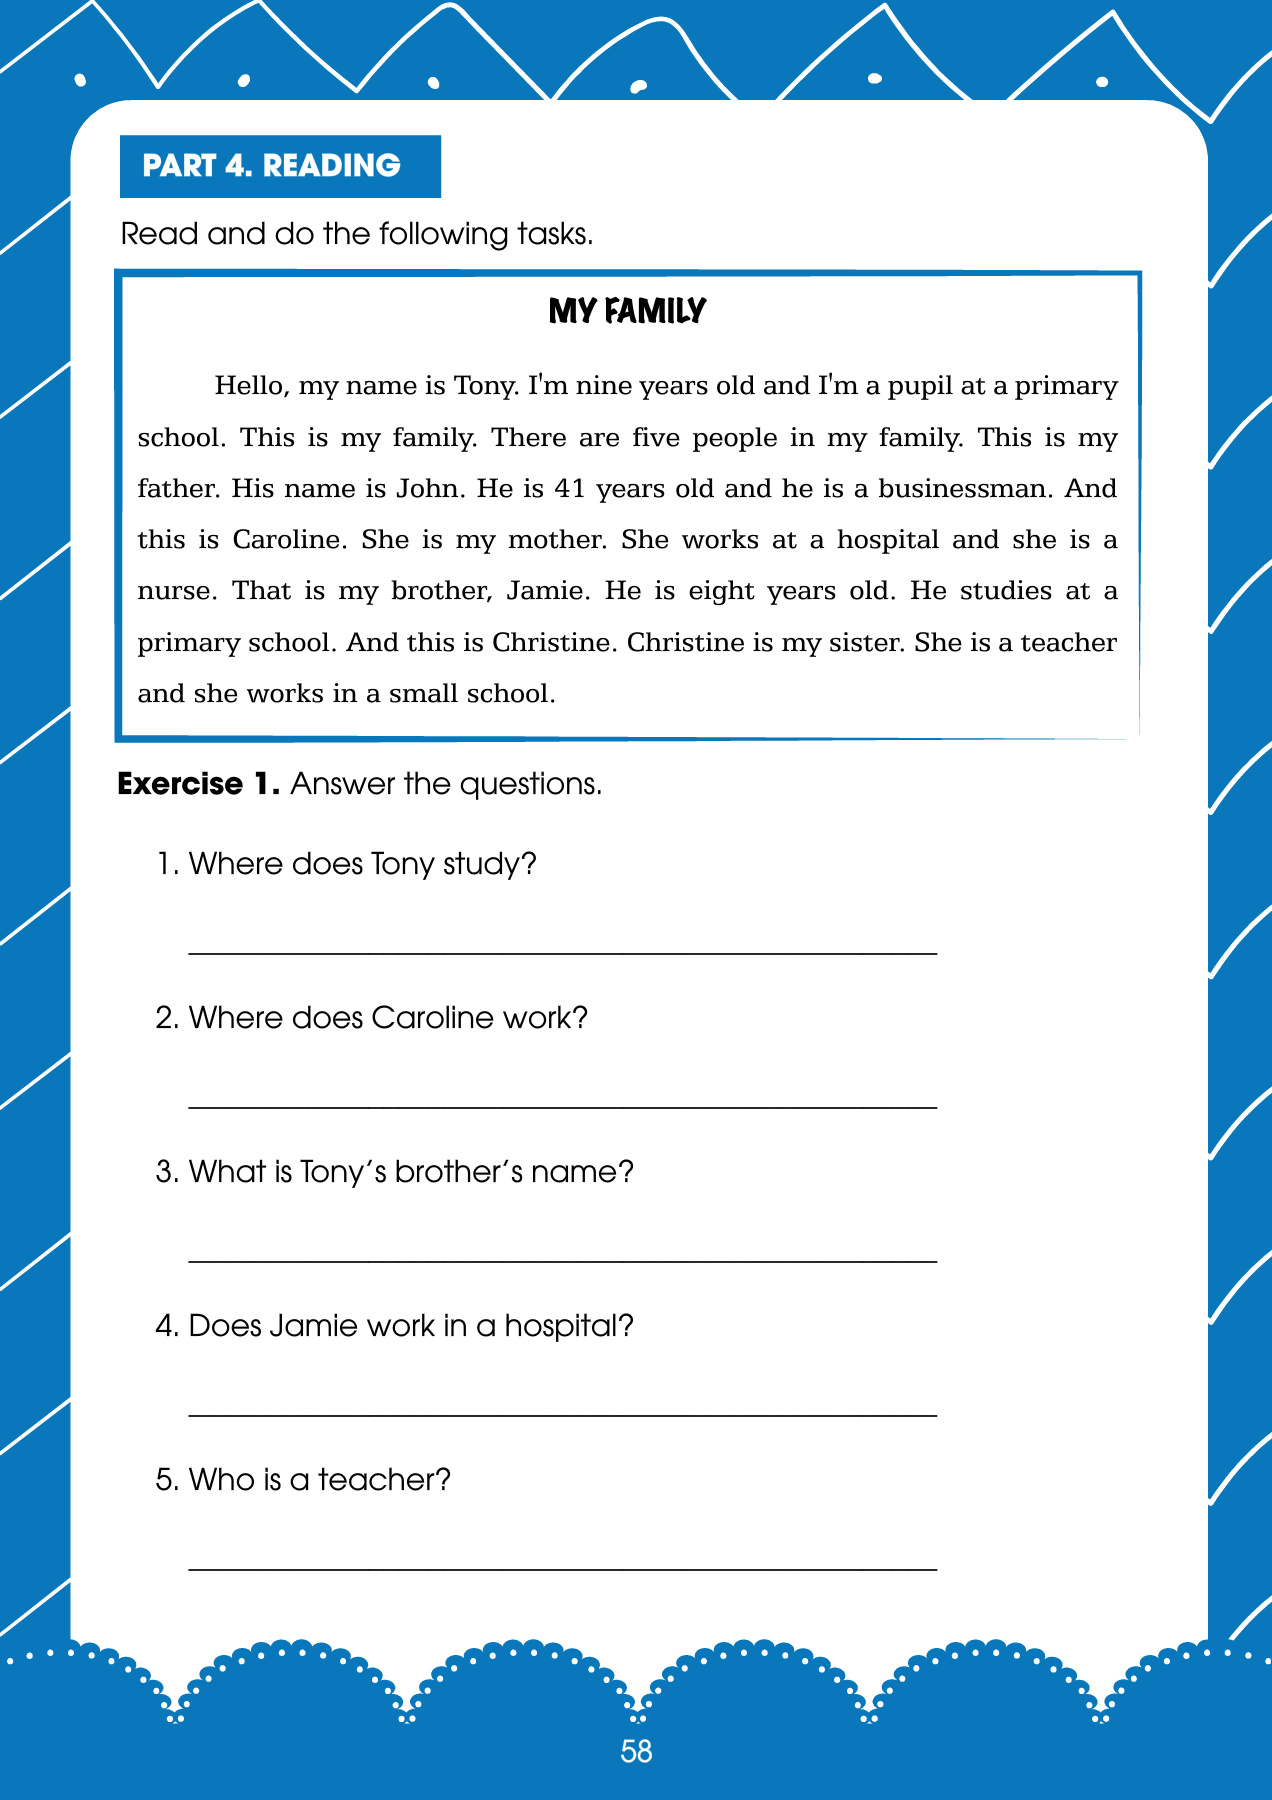 PART 4. READING
Read and do the following tasks.
MY FAMILY
Hello, my name is Tony. I'm nine years old and I'm a pupil at a primary
school. This is my family. There are five people in my family. This is my
father. His name is John. He is 41 years old and he is a businessman. And
this is Caroline. She is my mother. She works at a hospital and she is a
nurse. That is my brother, Jamie. He is eight years old. He studies at a
primary school. And this is Christine. Christine is my sister. She is a teacher
and she works in a small school.
Exercise 1. Answer the questions.
1. Where does Tony study?
2. Where does Caroline work?
3. What is Tony’s brother’s name?
4. Does Jamie work in a hospital?
5. Who is a teacher?
58